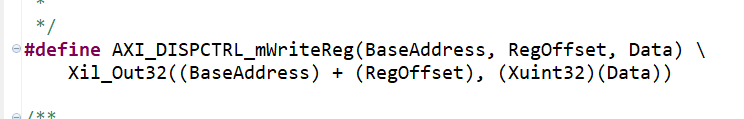 *
*/
#define AXI_DISPCTRL_mWriteReg(BaseAddress, RegOffset, Data) \
Xil_Out32((BaseAddress) + (RegOffset), (Xuint32)(Data))
/**